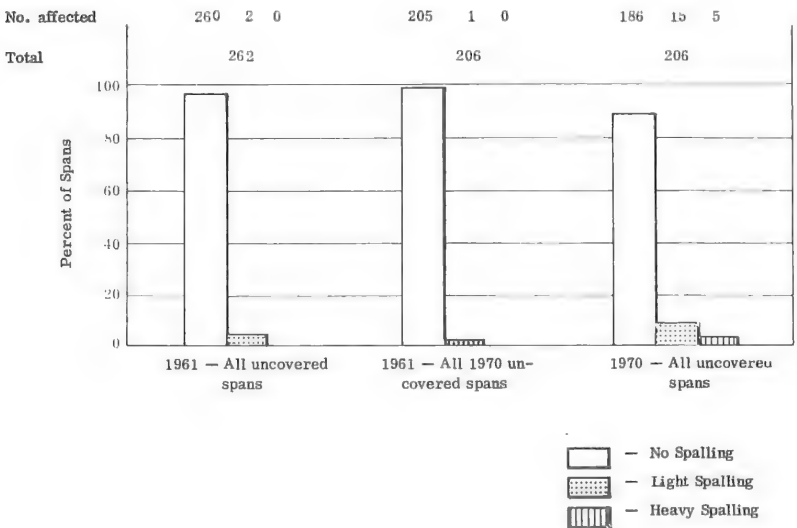 No. affected 260 2 0 205 1 0 186 15 5
Total 262 206 206
100
80
60
40
20
0
Percent of Spans
1961 — All uncovered spans
1961 — All 1970 un-
covered spans
1970 — All uncovered spans
— No Spalling
— Light Spalling
— Heavy Spalling